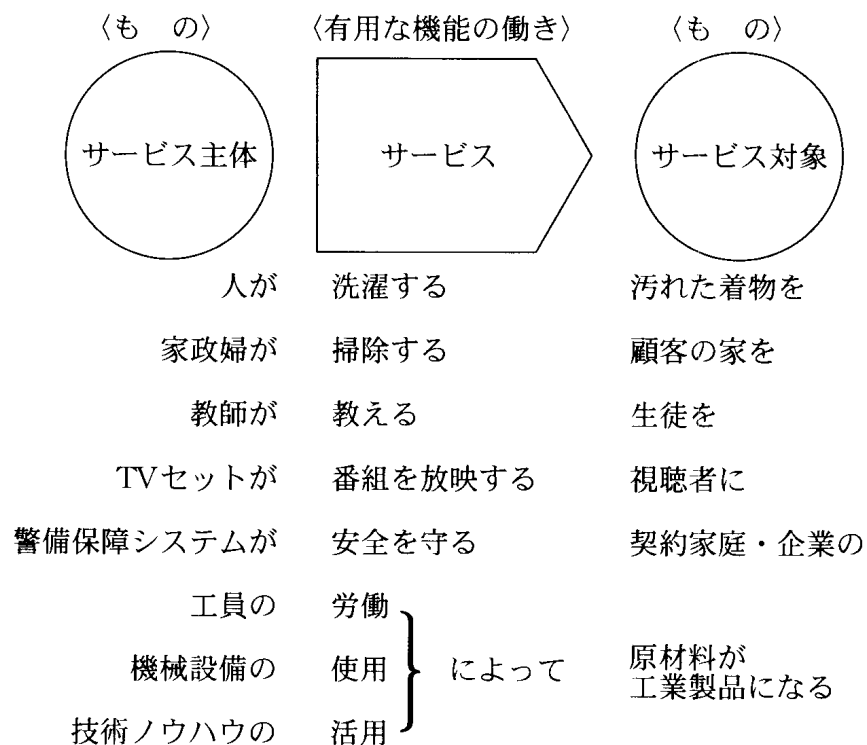 〈も　の〉　〈有用な機能の働き〉　〈も　の〉
サービス主体　サービス　サービス対象
人が　洗濯する　汚れた着物を
家政婦が　掃除する　顧客の家を
教師が　教える　生徒を
TVセットが　番組を放映する　視聴者に
警備保障システムが　安全を守る　契約家庭・企業の
工員の　労働
機械設備の　使用　によって　原材料が
工業製品になる
技術ノウハウの　活用